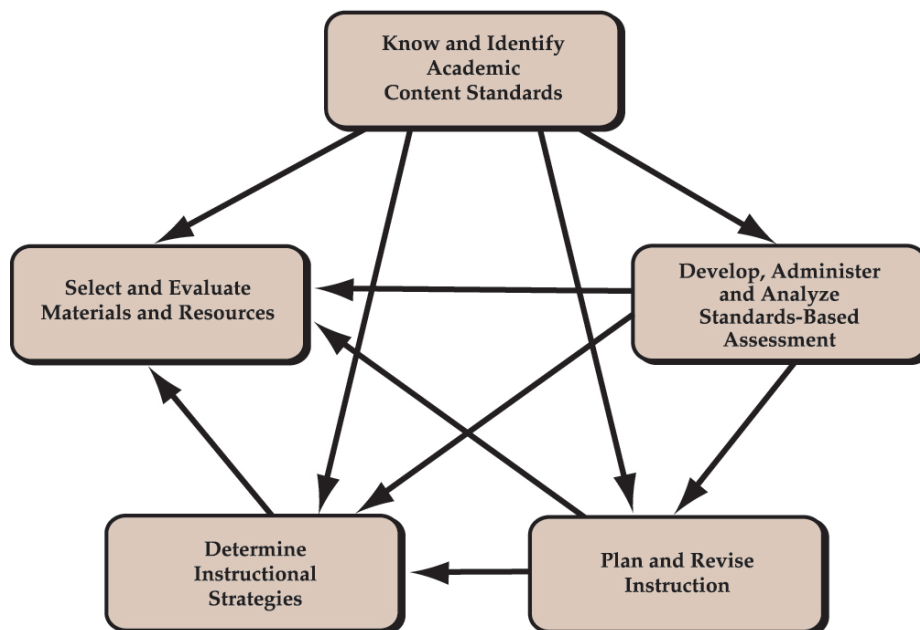 Know and Identify
Academic
Content Standards
Select and Evaluate
Materials and Resources
Develop, Administer
and Analyze
Standards-Based
Assessment
Determine
Instructional
Strategies
Plan and Revise
Instruction